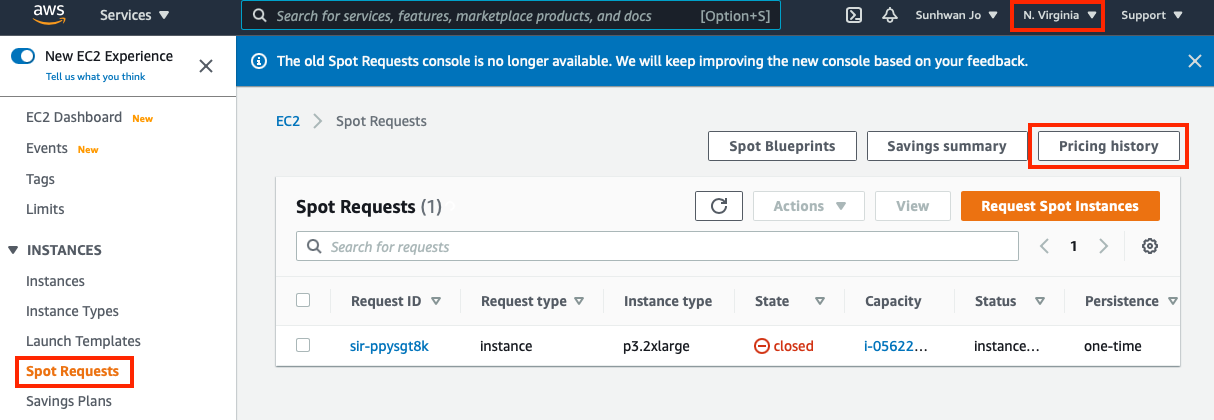 aws
Services ▼
Search for services, features, marketplace products, and docs [Option+S]
Sunhwan Jo ▼
N. Virginia ▼
Support ▼
New EC2 Experience
Tell us what you think
The old Spot Requests console is no longer available. We will keep improving the new console based on your feedback.
EC2 Dashboard New
Events New
Tags
Limits
▼ INSTANCES
Instances
Instance Types
Launch Templates
Spot Requests
Savings Plans
EC2 > Spot Requests
Spot Blueprints
Savings summary
Pricing history
Spot Requests (1)
Actions ▼
View
Request Spot Instances
Search for requests
1
Request ID Request type Instance type State Capacity Status Persistence
sir-ppysgt8k instance p3.2xlarge closed i-05622... instance... one-time